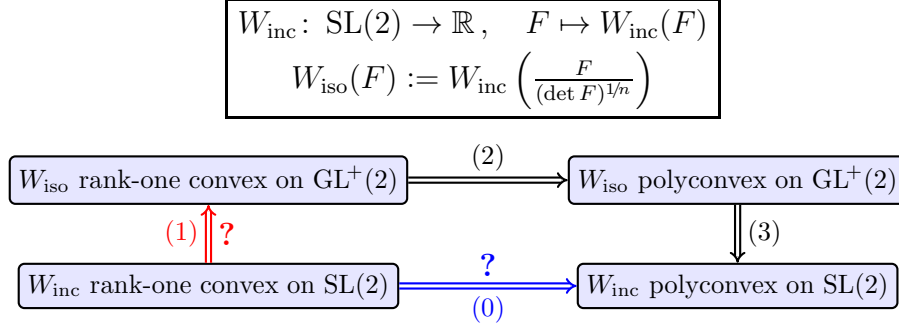 W_inc : SL(2) → ℝ, F ↦ W_inc(F)
W_iso(F) := W_inc (F/(det F)^{1/n})
(2)
W_iso rank-one convex on GL⁺(2) W_iso polyconvex on GL⁺(2)
(1) ? (3)
?
W_inc rank-one convex on SL(2) W_inc polyconvex on SL(2)
(0)